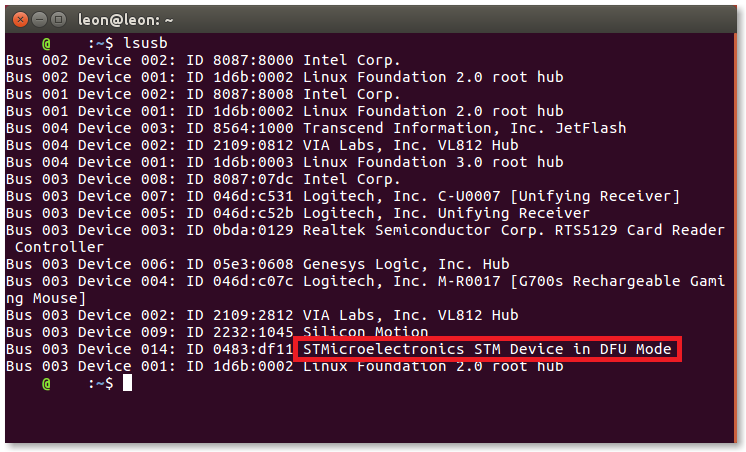 leon@leon: ~
@ :~$ lsusb
Bus 002 Device 002: ID 8087:8000 Intel Corp.
Bus 002 Device 001: ID 1d6b:0002 Linux Foundation 2.0 root hub
Bus 001 Device 002: ID 8087:8008 Intel Corp.
Bus 001 Device 001: ID 1d6b:0002 Linux Foundation 2.0 root hub
Bus 004 Device 003: ID 8564:1000 Transcend Information, Inc. JetFlash
Bus 004 Device 002: ID 2109:0812 VIA Labs, Inc. VL812 Hub
Bus 004 Device 001: ID 1d6b:0003 Linux Foundation 3.0 root hub
Bus 003 Device 008: ID 8087:07dc Intel Corp.
Bus 003 Device 007: ID 046d:c531 Logitech, Inc. C-U0007 [Unifying Receiver]
Bus 003 Device 005: ID 046d:c52b Logitech, Inc. Unifying Receiver
Bus 003 Device 003: ID 0bda:0129 Realtek Semiconductor Corp. RTS5129 Card Reader
Controller
Bus 003 Device 006: ID 05e3:0608 Genesys Logic, Inc. Hub
Bus 003 Device 004: ID 046d:c07c Logitech, Inc. M-R0017 [G700s Rechargeable Gami
ng Mouse]
Bus 003 Device 002: ID 2109:2812 VIA Labs, Inc. VL812 Hub
Bus 003 Device 009: ID 2232:1045 Silicon Motion
Bus 003 Device 014: ID 0483:df11 STMicroelectronics STM Device in DFU Mode
Bus 003 Device 001: ID 1d6b:0002 Linux Foundation 2.0 root hub
@ :~$